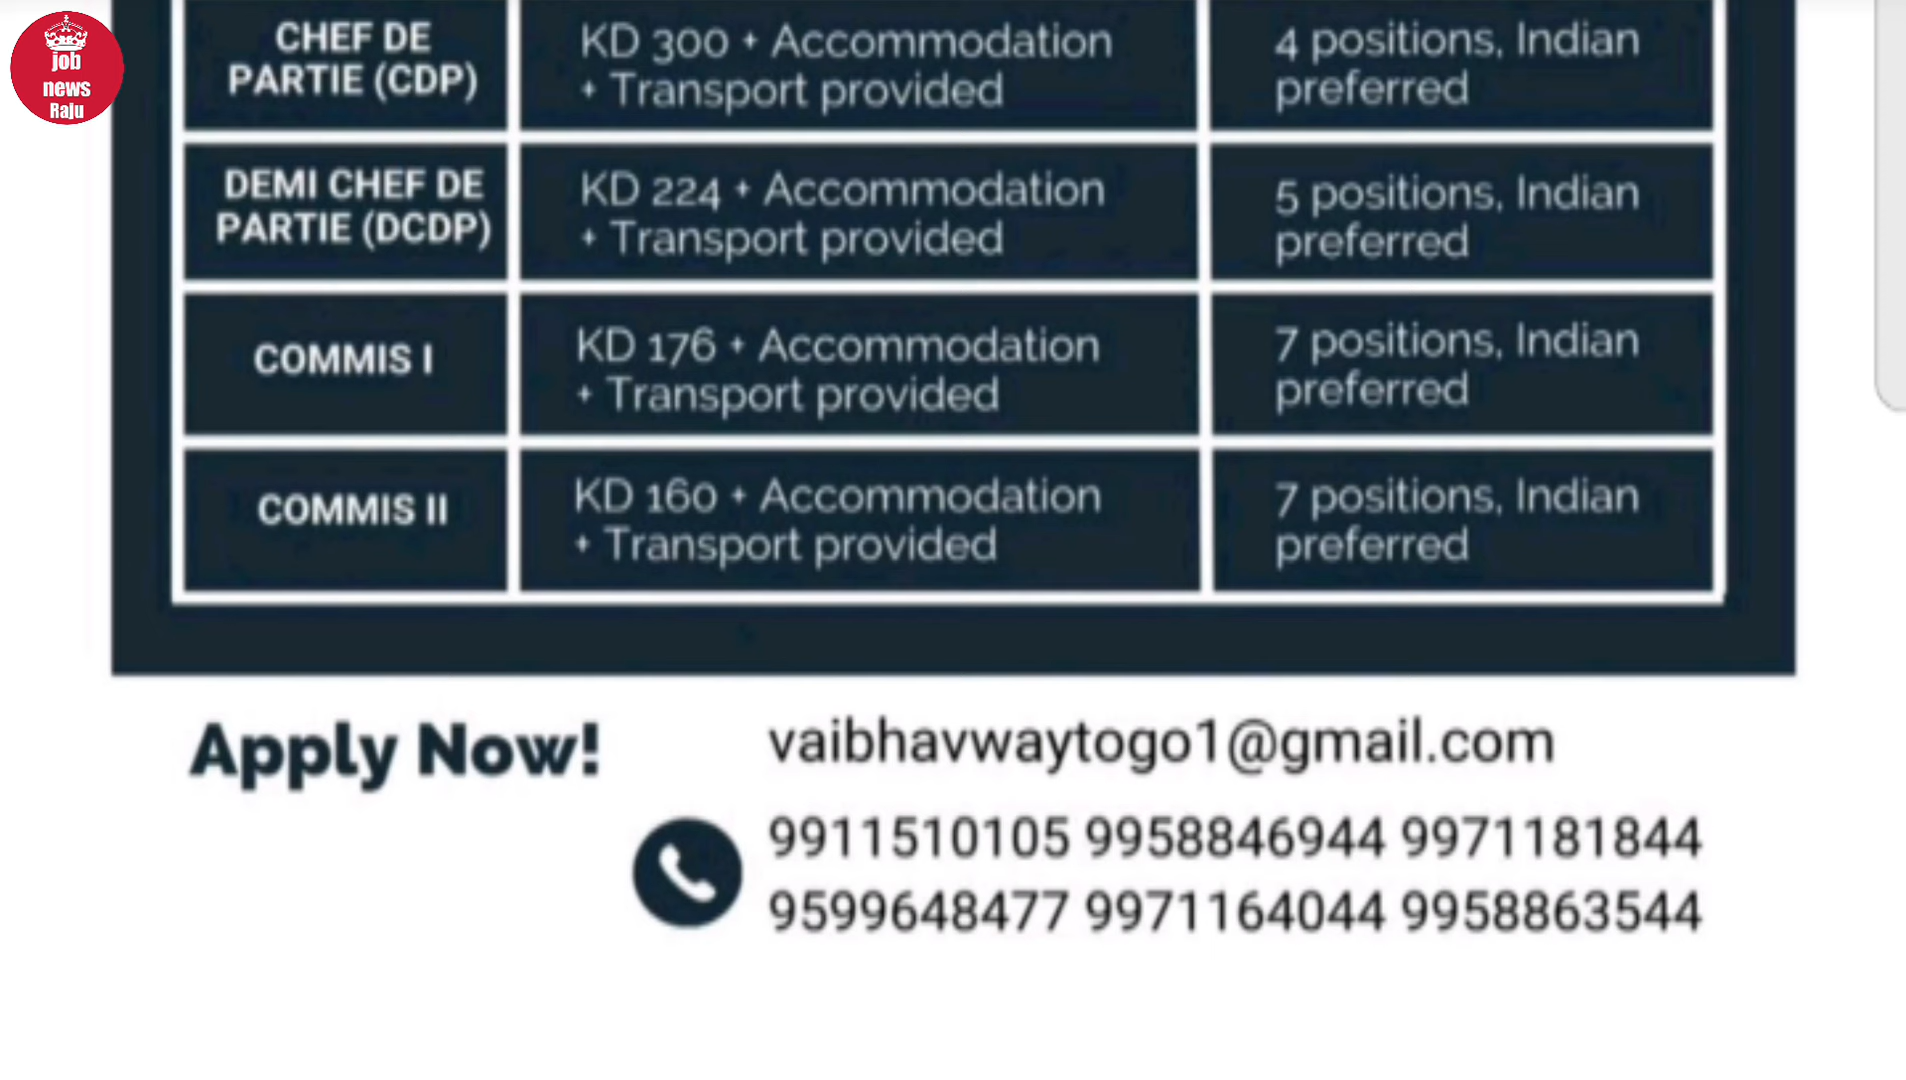 job
news
Raju
CHEF DE
PARTIE (CDP)
KD 300 + Accommodation
+ Transport provided
4 positions, Indian
preferred
DEMI CHEF DE
PARTIE (DCDP)
KD 224 + Accommodation
+ Transport provided
5 positions, Indian
preferred
COMMIS I
KD 176 + Accommodation
+ Transport provided
7 positions, Indian
preferred
COMMIS II
KD 160 + Accommodation
+ Transport provided
7 positions, Indian
preferred
Apply Now!
vaibhavwaytogo1@gmail.com
9911510105 9958846944 9971181844
9599648477 9971164044 9958863544